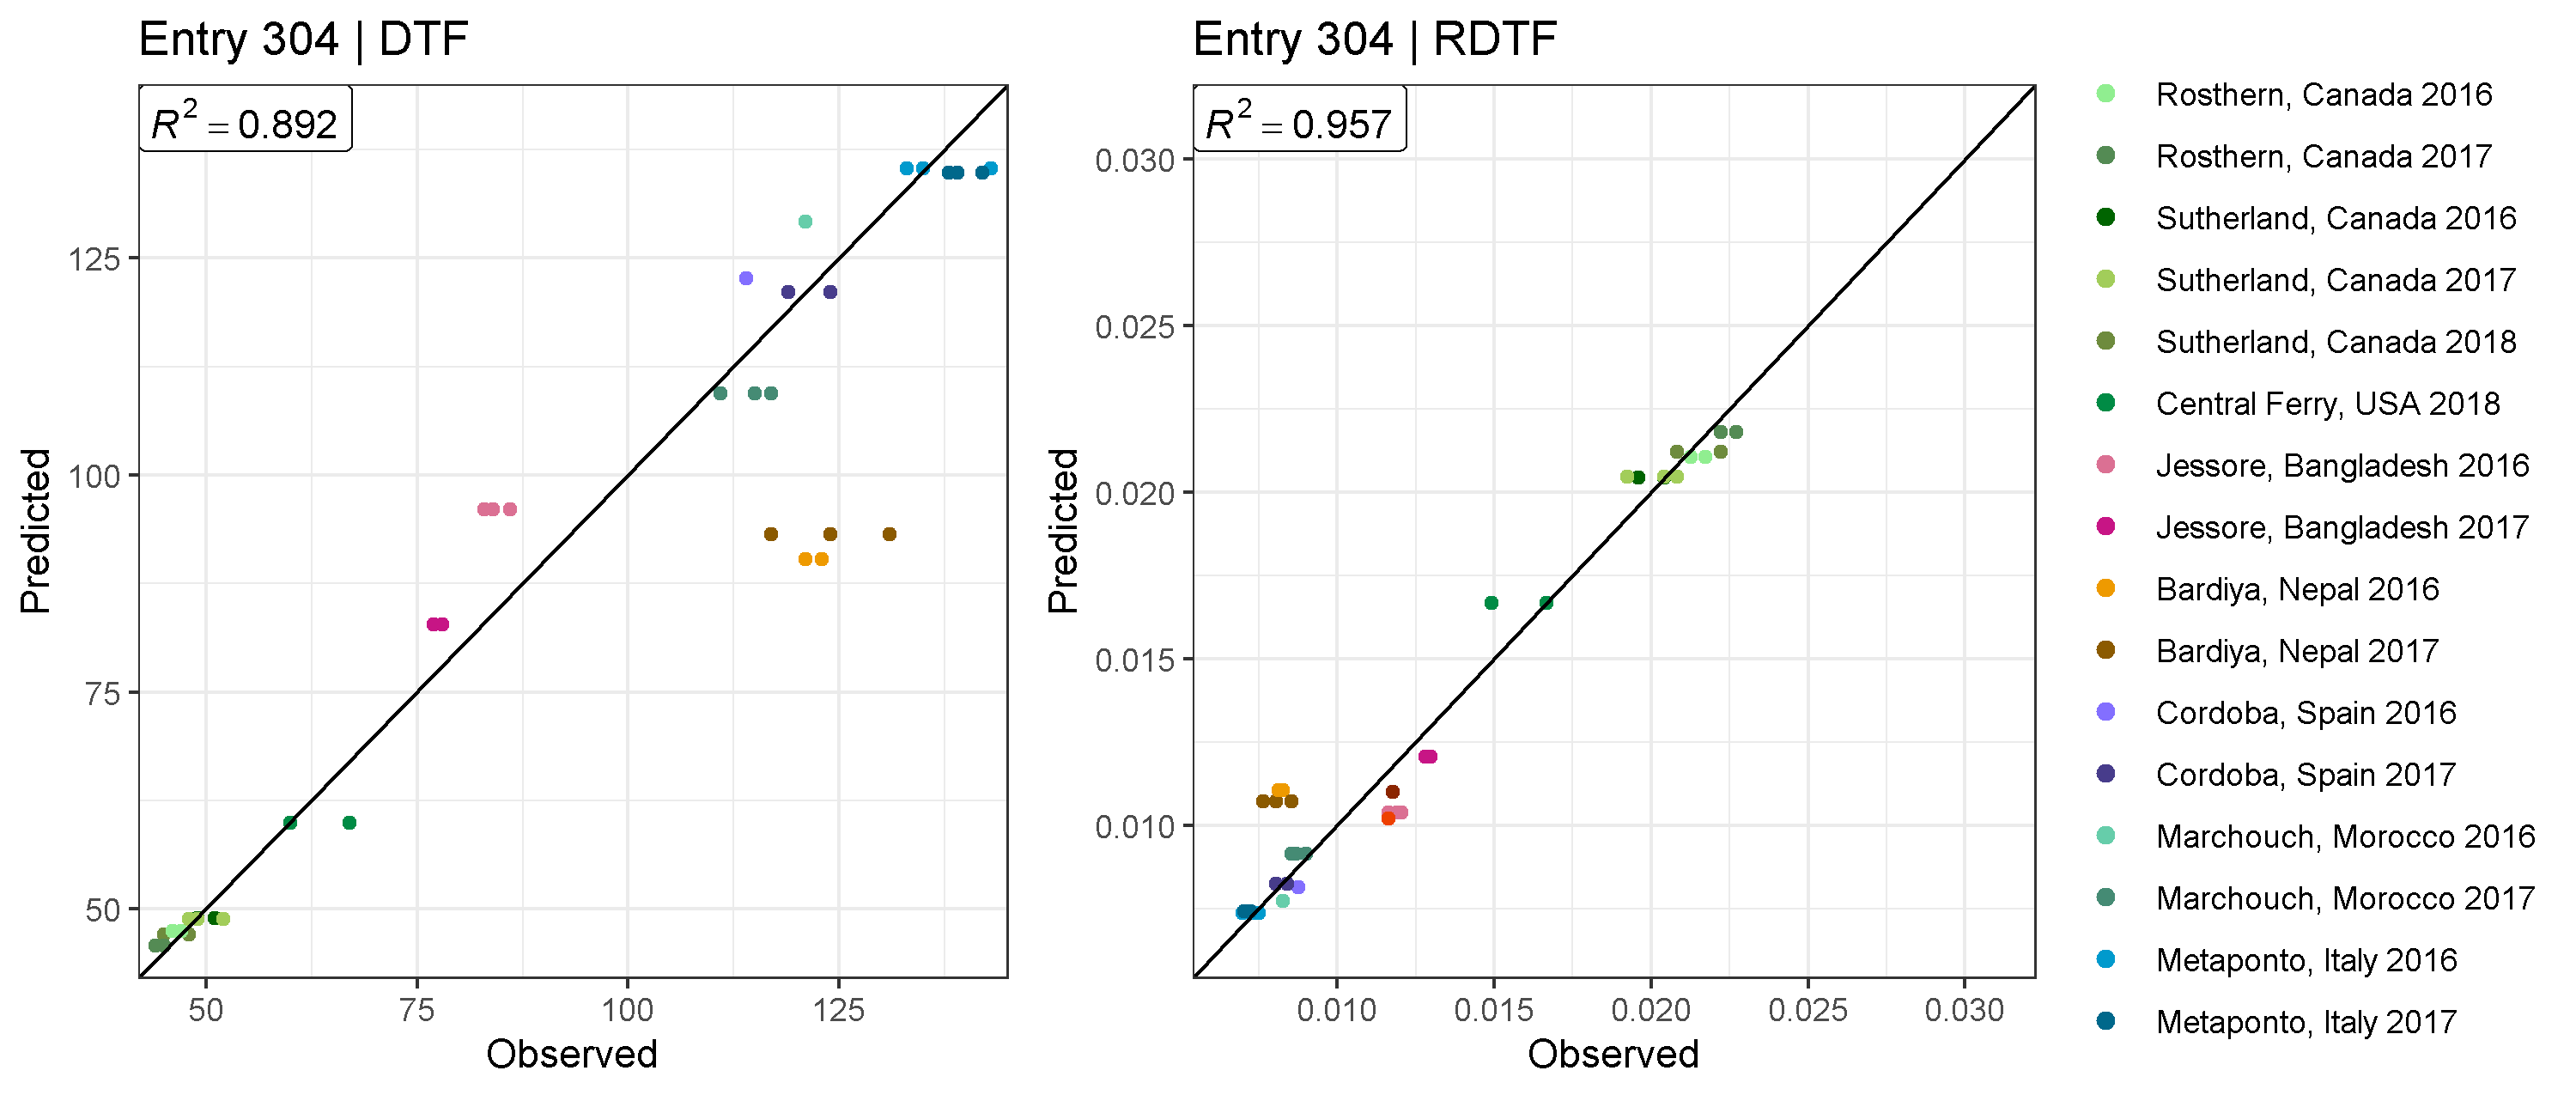 Entry 304 | DTF
R² = 0.892
125
100
75
50
50 75 100 125
Observed
Predicted
Entry 304 | RDTF
R² = 0.957
0.030
0.025
0.020
0.015
0.010
0.010 0.015 0.020 0.025 0.030
Observed
Predicted
Rosthern, Canada 2016
Rosthern, Canada 2017
Sutherland, Canada 2016
Sutherland, Canada 2017
Sutherland, Canada 2018
Central Ferry, USA 2018
Jessore, Bangladesh 2016
Jessore, Bangladesh 2017
Bardiya, Nepal 2016
Bardiya, Nepal 2017
Cordoba, Spain 2016
Cordoba, Spain 2017
Marchouch, Morocco 2016
Marchouch, Morocco 2017
Metaponto, Italy 2016
Metaponto, Italy 2017